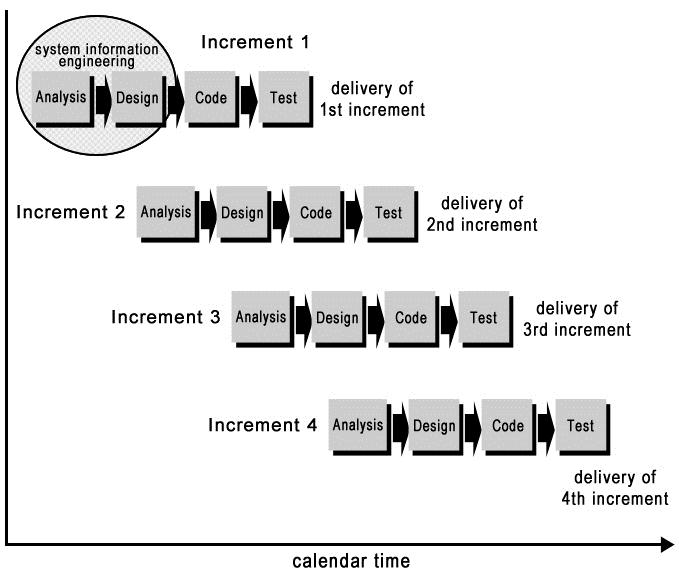 system information
engineering
Increment 1
Analysis
Design
Code
Test
delivery of
1st increment
Increment 2
Analysis
Design
Code
Test
delivery of
2nd increment
Increment 3
Analysis
Design
Code
Test
delivery of
3rd increment
Increment 4
Analysis
Design
Code
Test
delivery of
4th increment
calendar time